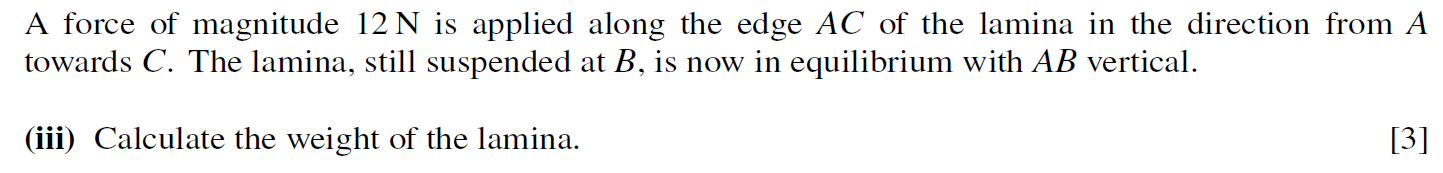 A force of magnitude 12 N is applied along the edge AC of the lamina in the direction from A
towards C. The lamina, still suspended at B, is now in equilibrium with AB vertical.
(iii) Calculate the weight of the lamina. [3]